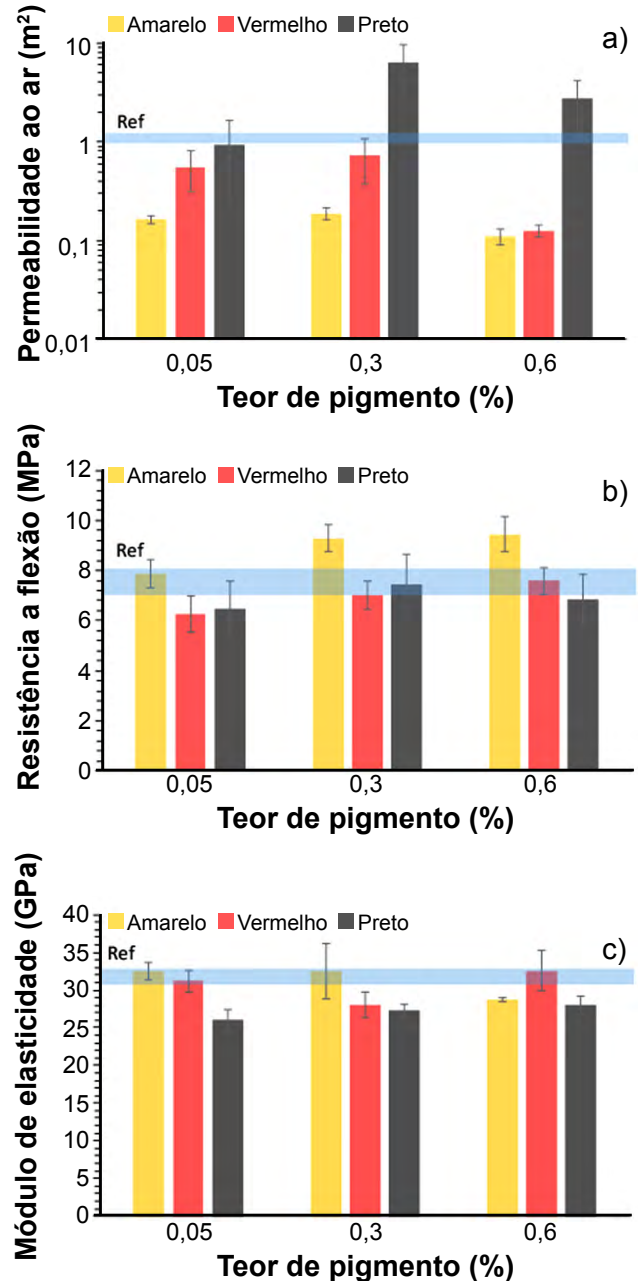 Amarelo Vermelho Preto
a)
Permeabilidade ao ar (m²)
10
1
0,1
0,01
Ref
0,05 0,3 0,6
Teor de pigmento (%)
Amarelo Vermelho Preto
b)
Resistência a flexão (MPa)
12
10
8
6
4
2
0
Ref
0,05 0,3 0,6
Teor de pigmento (%)
Amarelo Vermelho Preto
c)
Módulo de elasticidade (GPa)
40
35
30
25
20
15
10
5
0
Ref
0,05 0,3 0,6
Teor de pigmento (%)